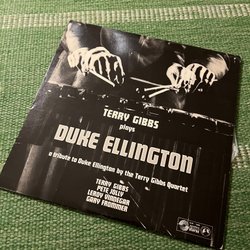 TERRY GIBBS
plays
DUKE ELLINGTON
a tribute to Duke Ellington by the Terry Gibbs Quartet
TERRY GIBBS
PETE JOLLY
LEROY VINNEGAR
GARY FROMMER